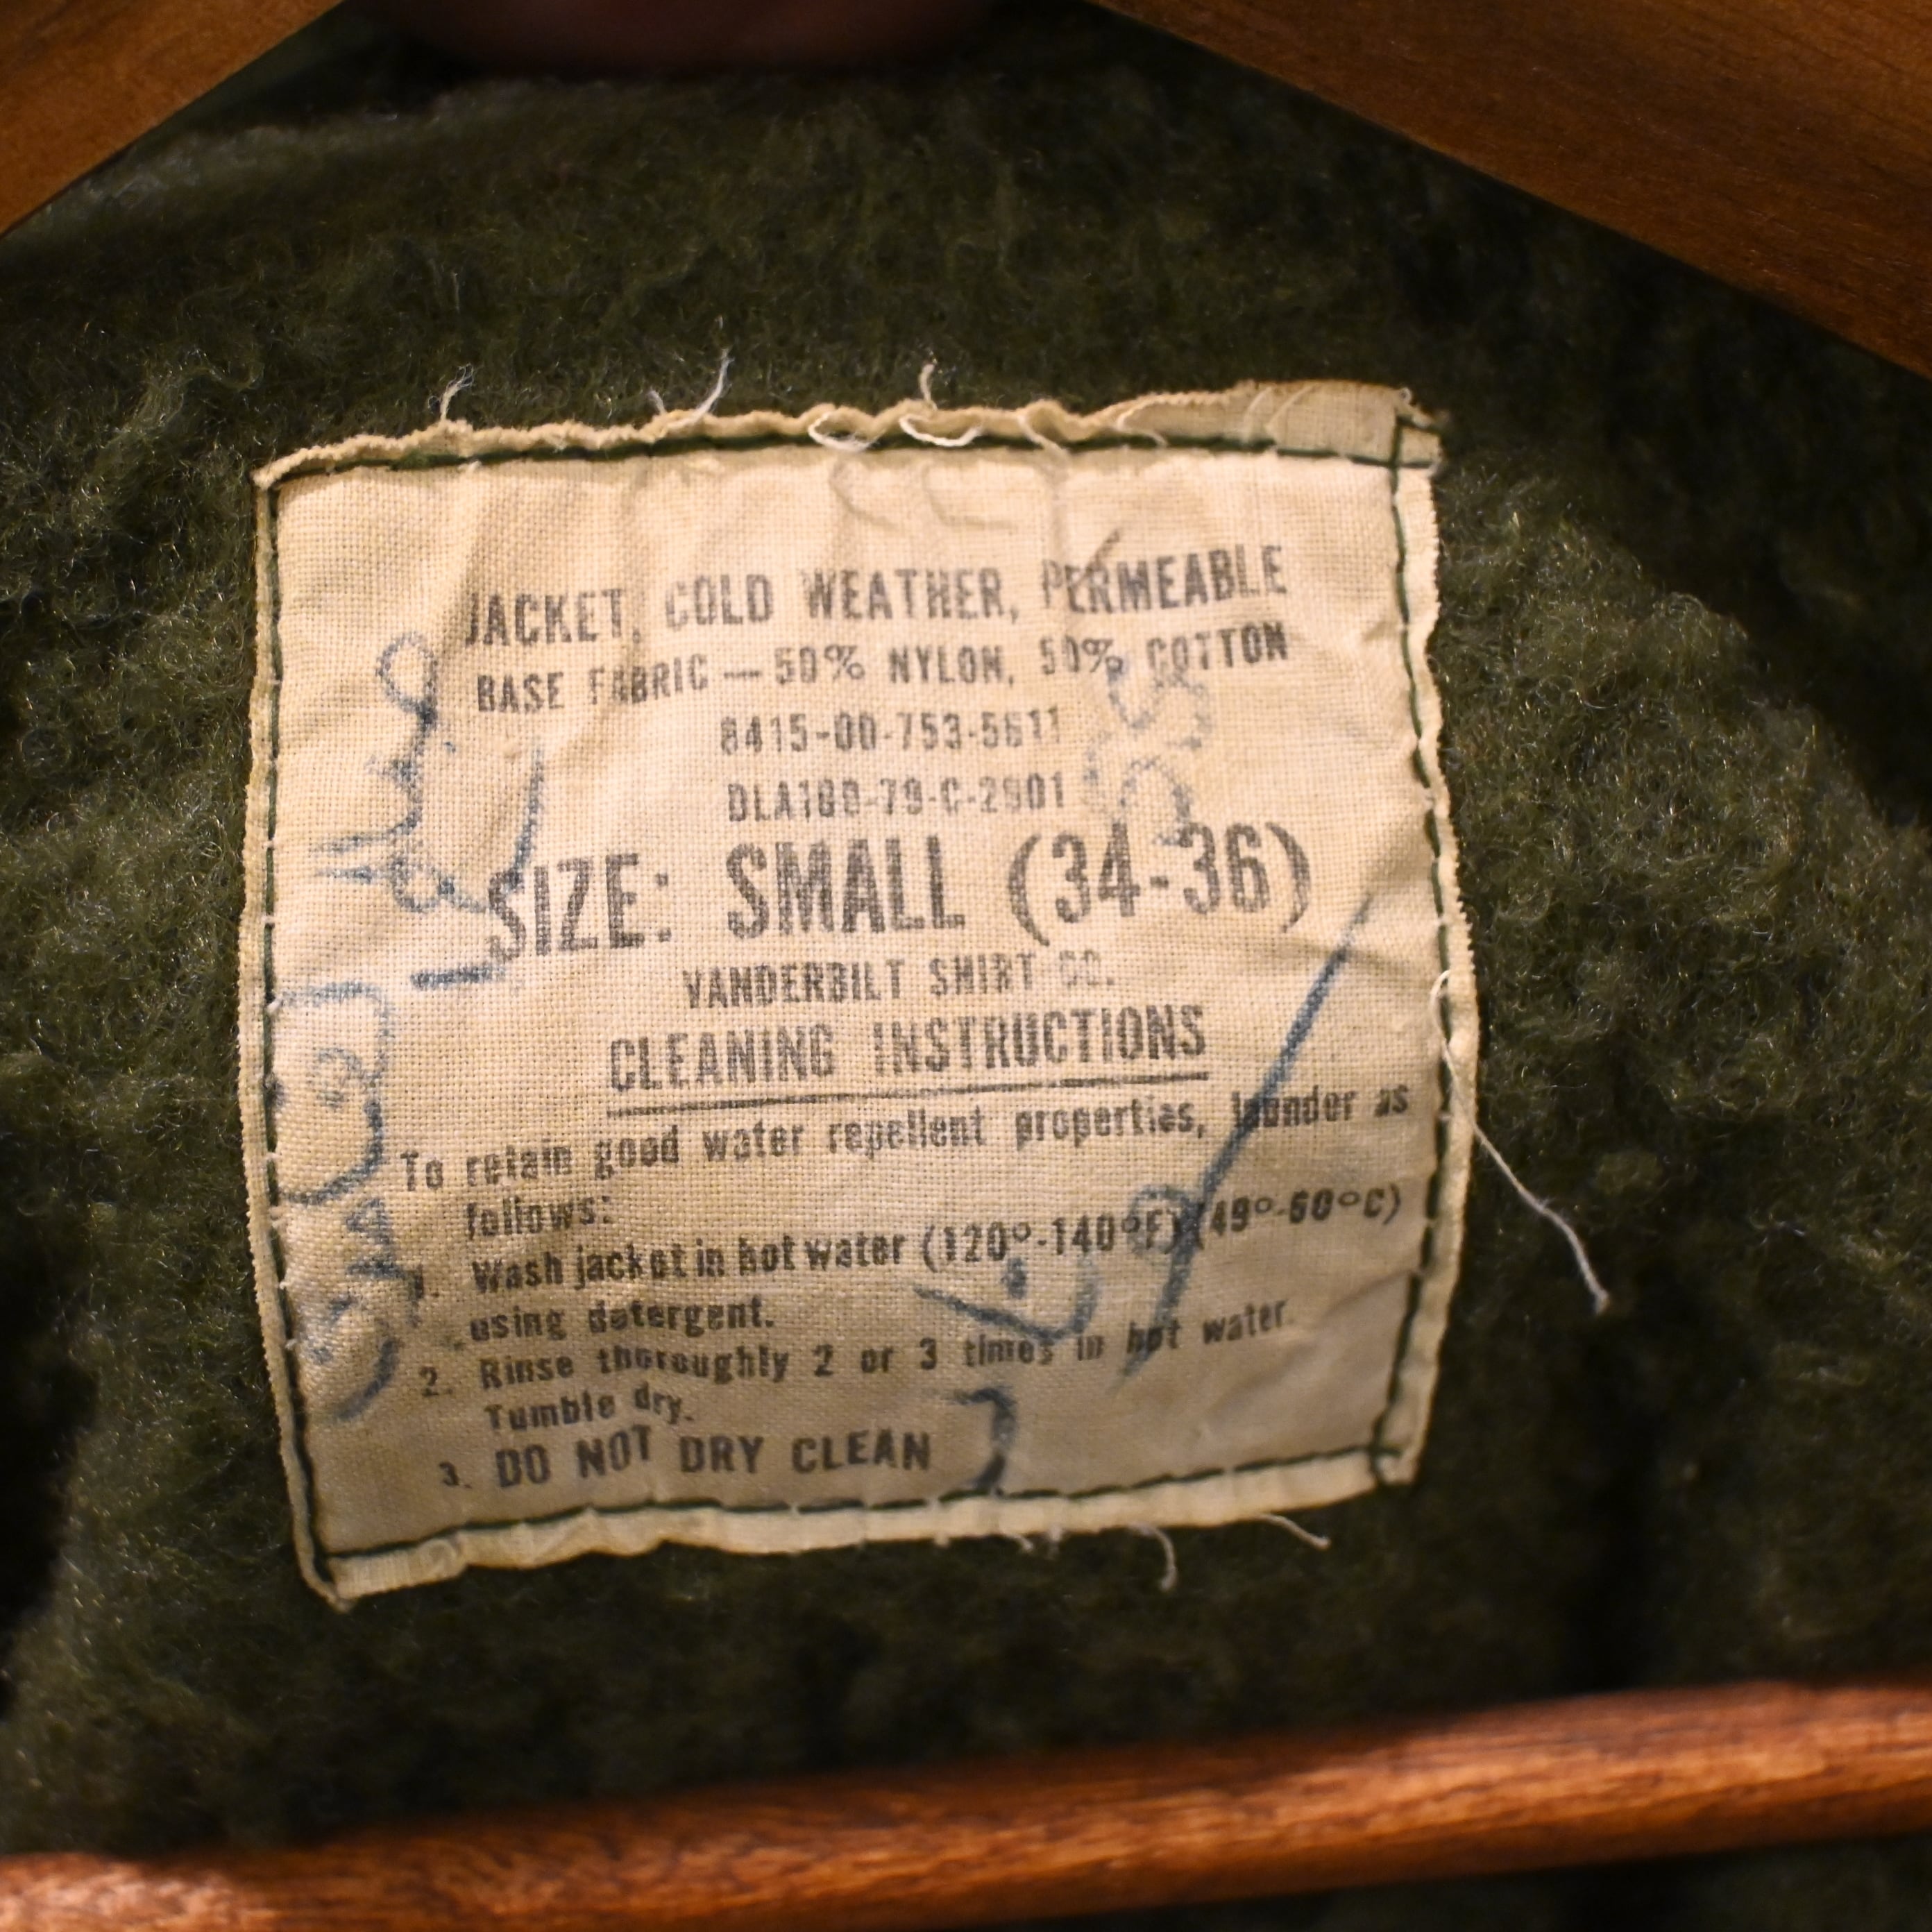 JACKET, COLD WEATHER, PERMEABLE
BASE FABRIC — 50% NYLON, 50% COTTON
8415-00-753-5611
DLA100-79-C-2901
SIZE: SMALL (34-36)
VANDERBILT SHIRT CO.
CLEANING INSTRUCTIONS
To retain good water repellent properties, launder as
follows:
1. Wash jacket in hot water (120°-140°F) (49°-60°C)
using detergent.
2. Rinse thoroughly 2 or 3 times in hot water.
Tumble dry.
3. DO NOT DRY CLEAN